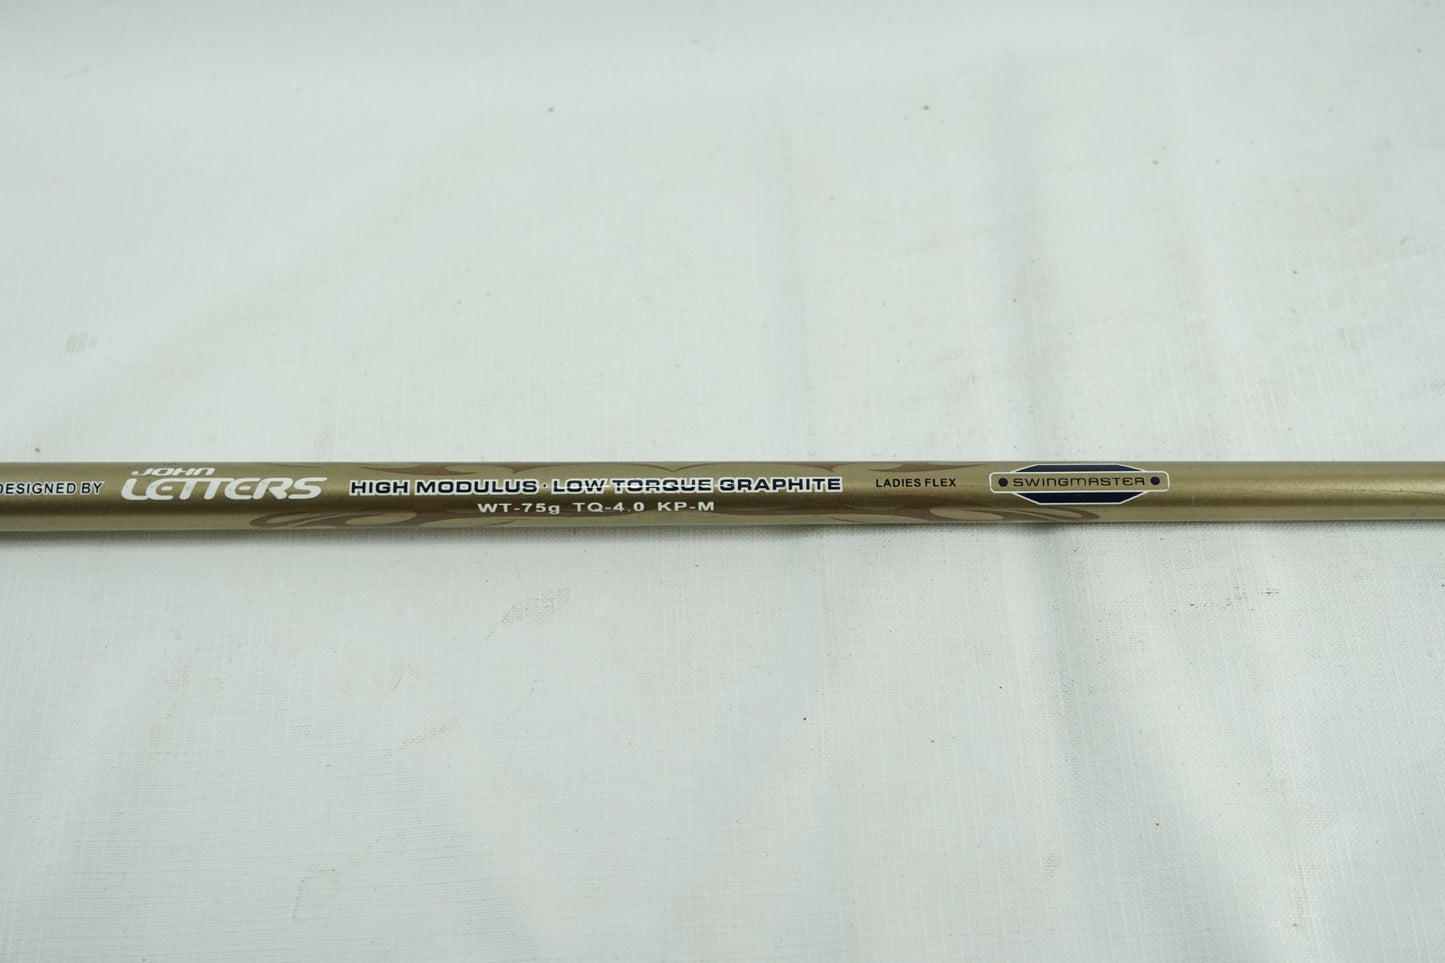 DESIGNED BY JOHN LETTERS HIGH MODULUS · LOW TORQUE GRAPHITE LADIES FLEX • SWINGMASTER •
WT-75g TQ-4.0 KP-M